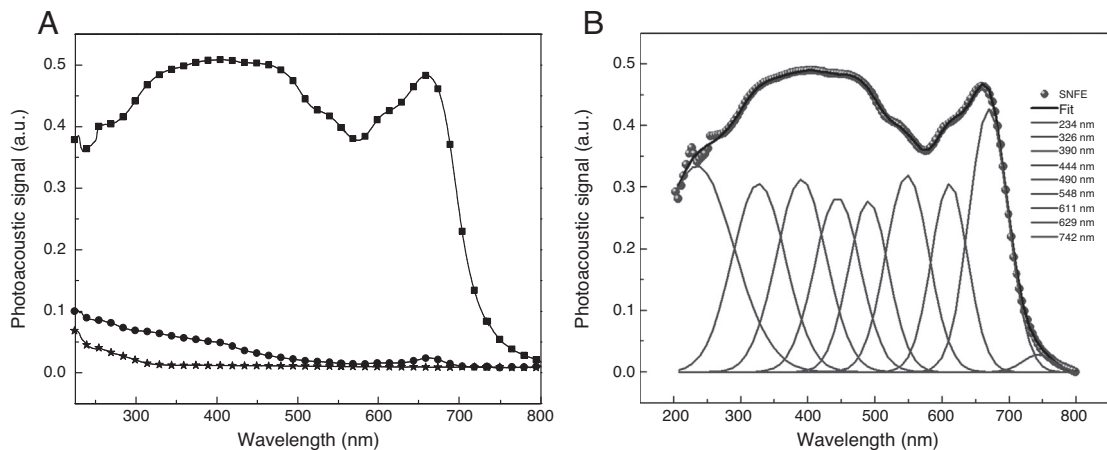 A
Photoacoustic signal (a.u.)
0.5
0.4
0.3
0.2
0.1
0.0
300
400
500
600
700
800
Wavelength (nm)
B
Photoacoustic signal (a.u.)
0.5
0.4
0.3
0.2
0.1
0.0
200
300
400
500
600
700
800
Wavelength (nm)
SNFE
Fit
234 nm
326 nm
390 nm
444 nm
490 nm
548 nm
611 nm
629 nm
742 nm